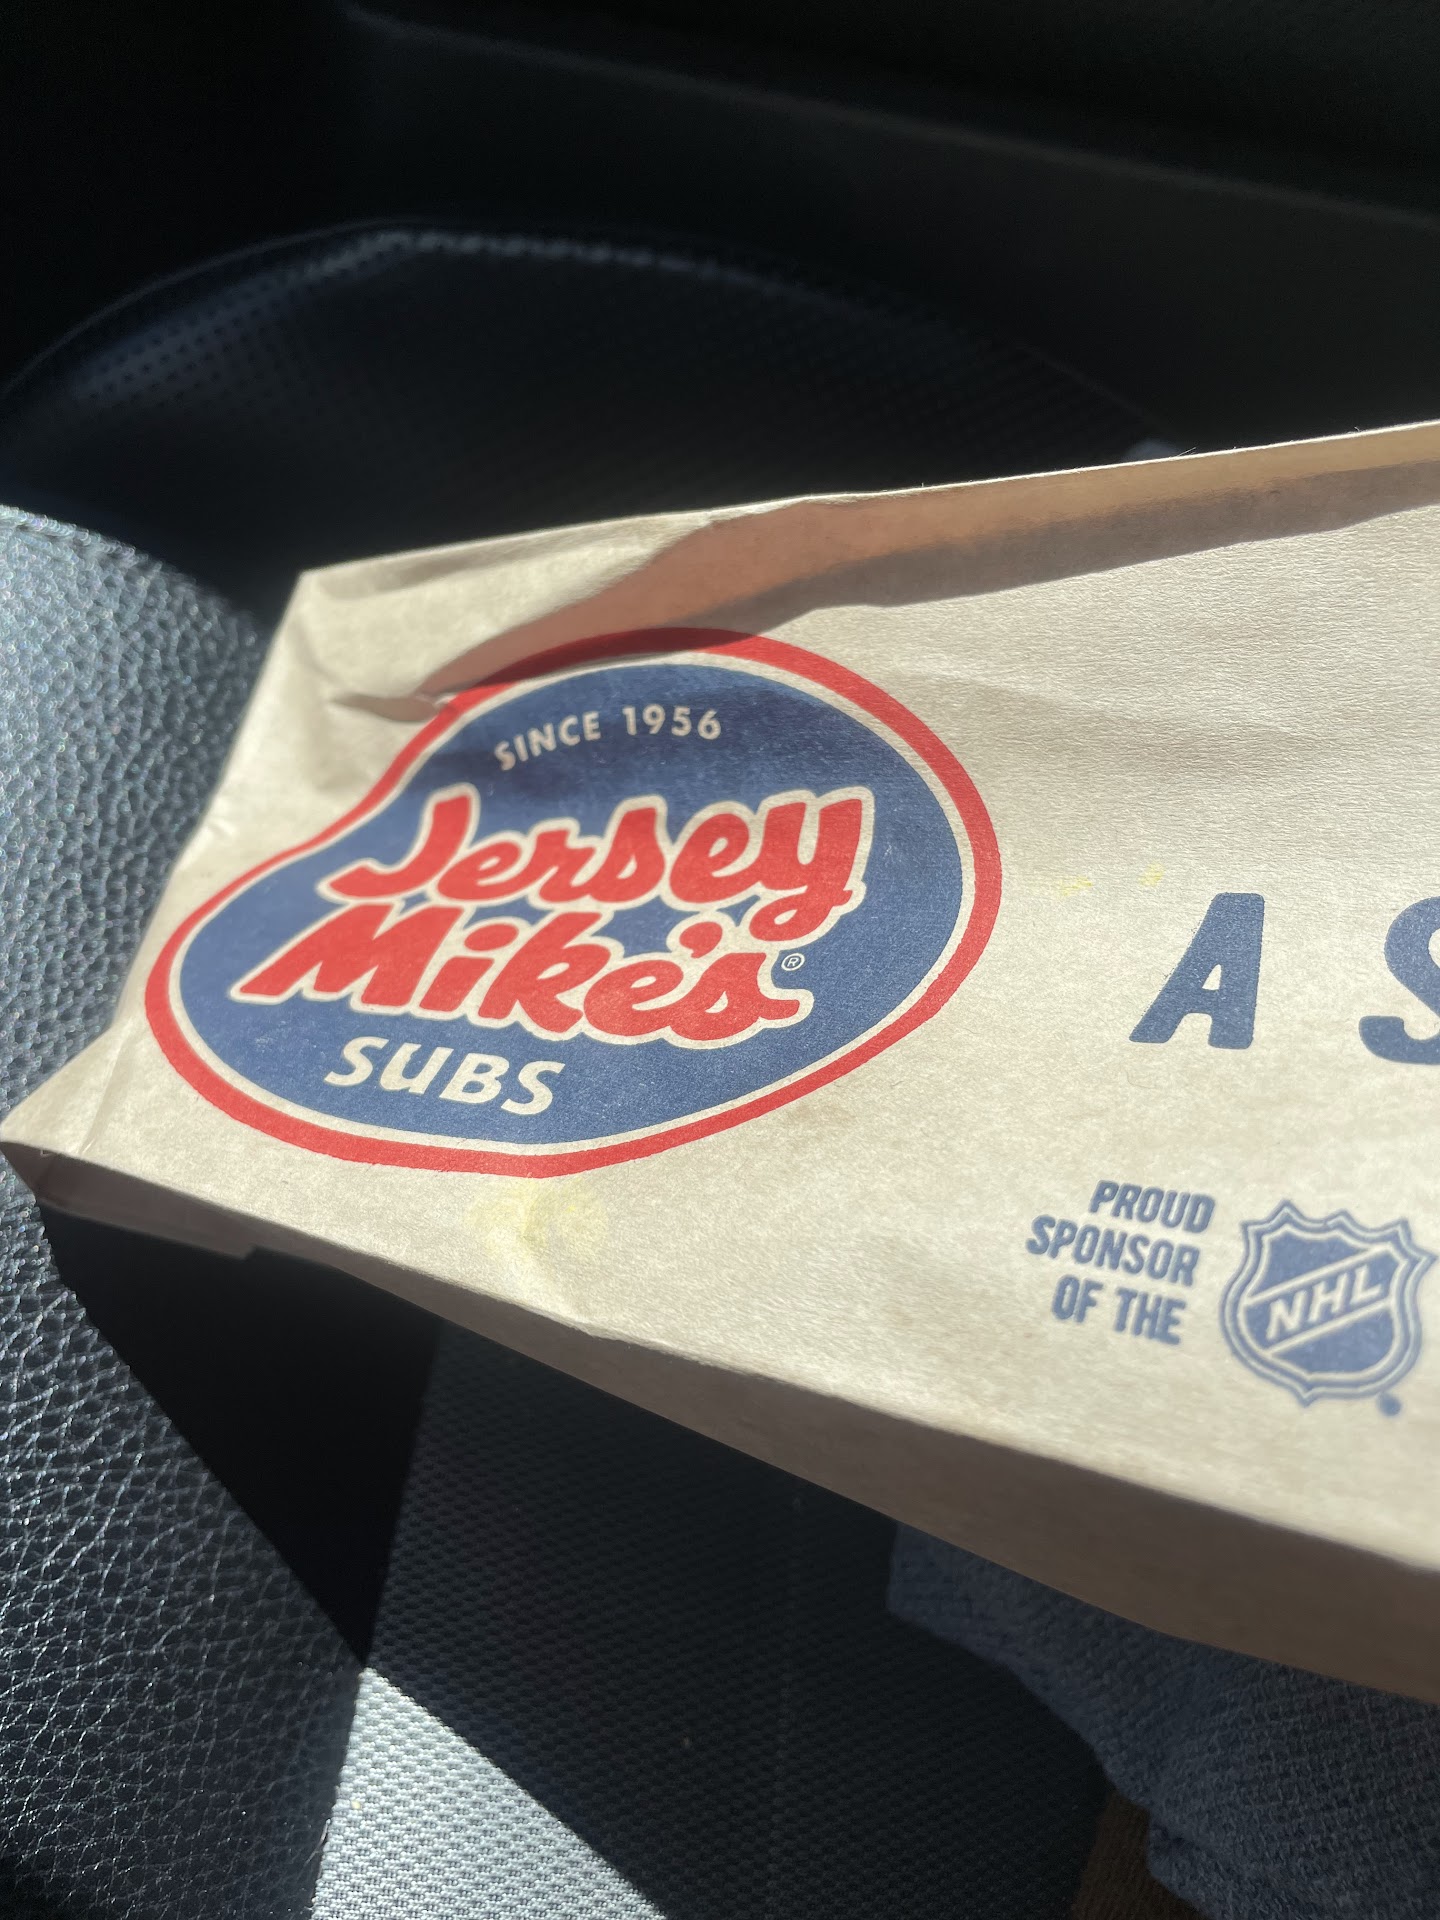 SINCE 1956
Jersey
Mike's®
SUBS
A S
PROUD
SPONSOR
OF THE
NHL